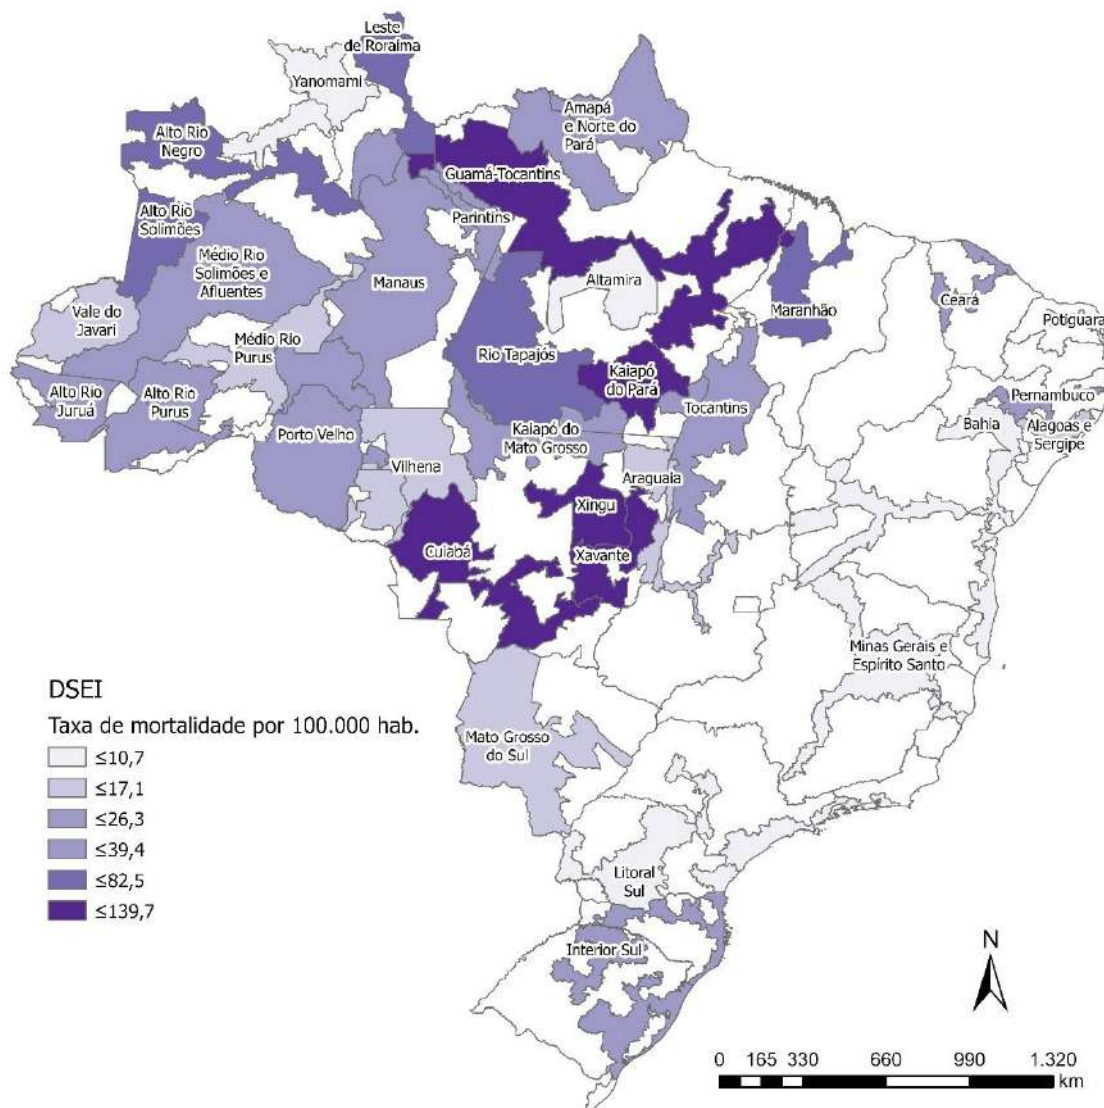 Leste
de Roraima
Yanomami
Amapá
e Norte do
Pará
Alto Rio
Negro
Guamá-Tocantins
Alto Rio
Solimões
Parintins
Médio Rio
Solimões e
Afluentes
Manaus
Altamira
Vale do
Javari
Maranhão
Ceará
Potiguara
Médio Rio
Purus
Rio Tapajós
Kaiapó
do Pará
Alto Rio
Juruá
Alto Rio
Purus
Tocantins
Pernambuco
Porto Velho
Kaiapó do
Mato Grosso
Bahia
Alagoas e
Sergipe
Vilhena
Araguaia
Xingu
Cuiabá
Xavante
Minas Gerais e
Espírito Santo
Mato Grosso
do Sul
Litoral
Sul
Interior Sul
DSEI
Taxa de mortalidade por 100.000 hab.
≤10,7
≤17,1
≤26,3
≤39,4
≤82,5
≤139,7
N
0 165 330 660 990 1.320
km